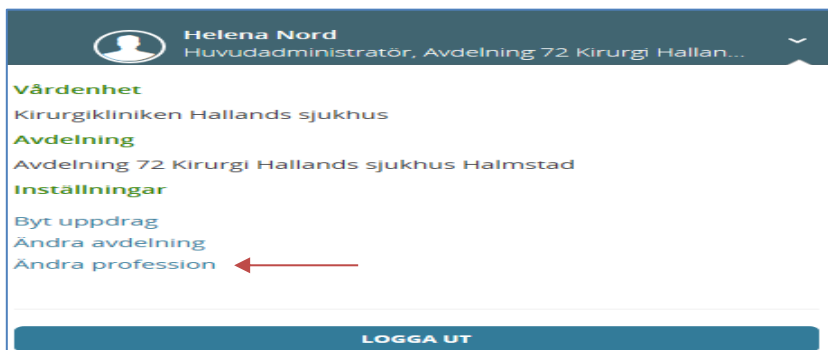 Helena Nord
Huvudadministratör, Avdelning 72 Kirurgi Hallan...
Vårdenhet
Kirurgikliniken Hallands sjukhus
Avdelning
Avdelning 72 Kirurgi Hallands sjukhus Halmstad
Inställningar
Byt uppdrag
Ändra avdelning
Ändra profession
LOGGA UT